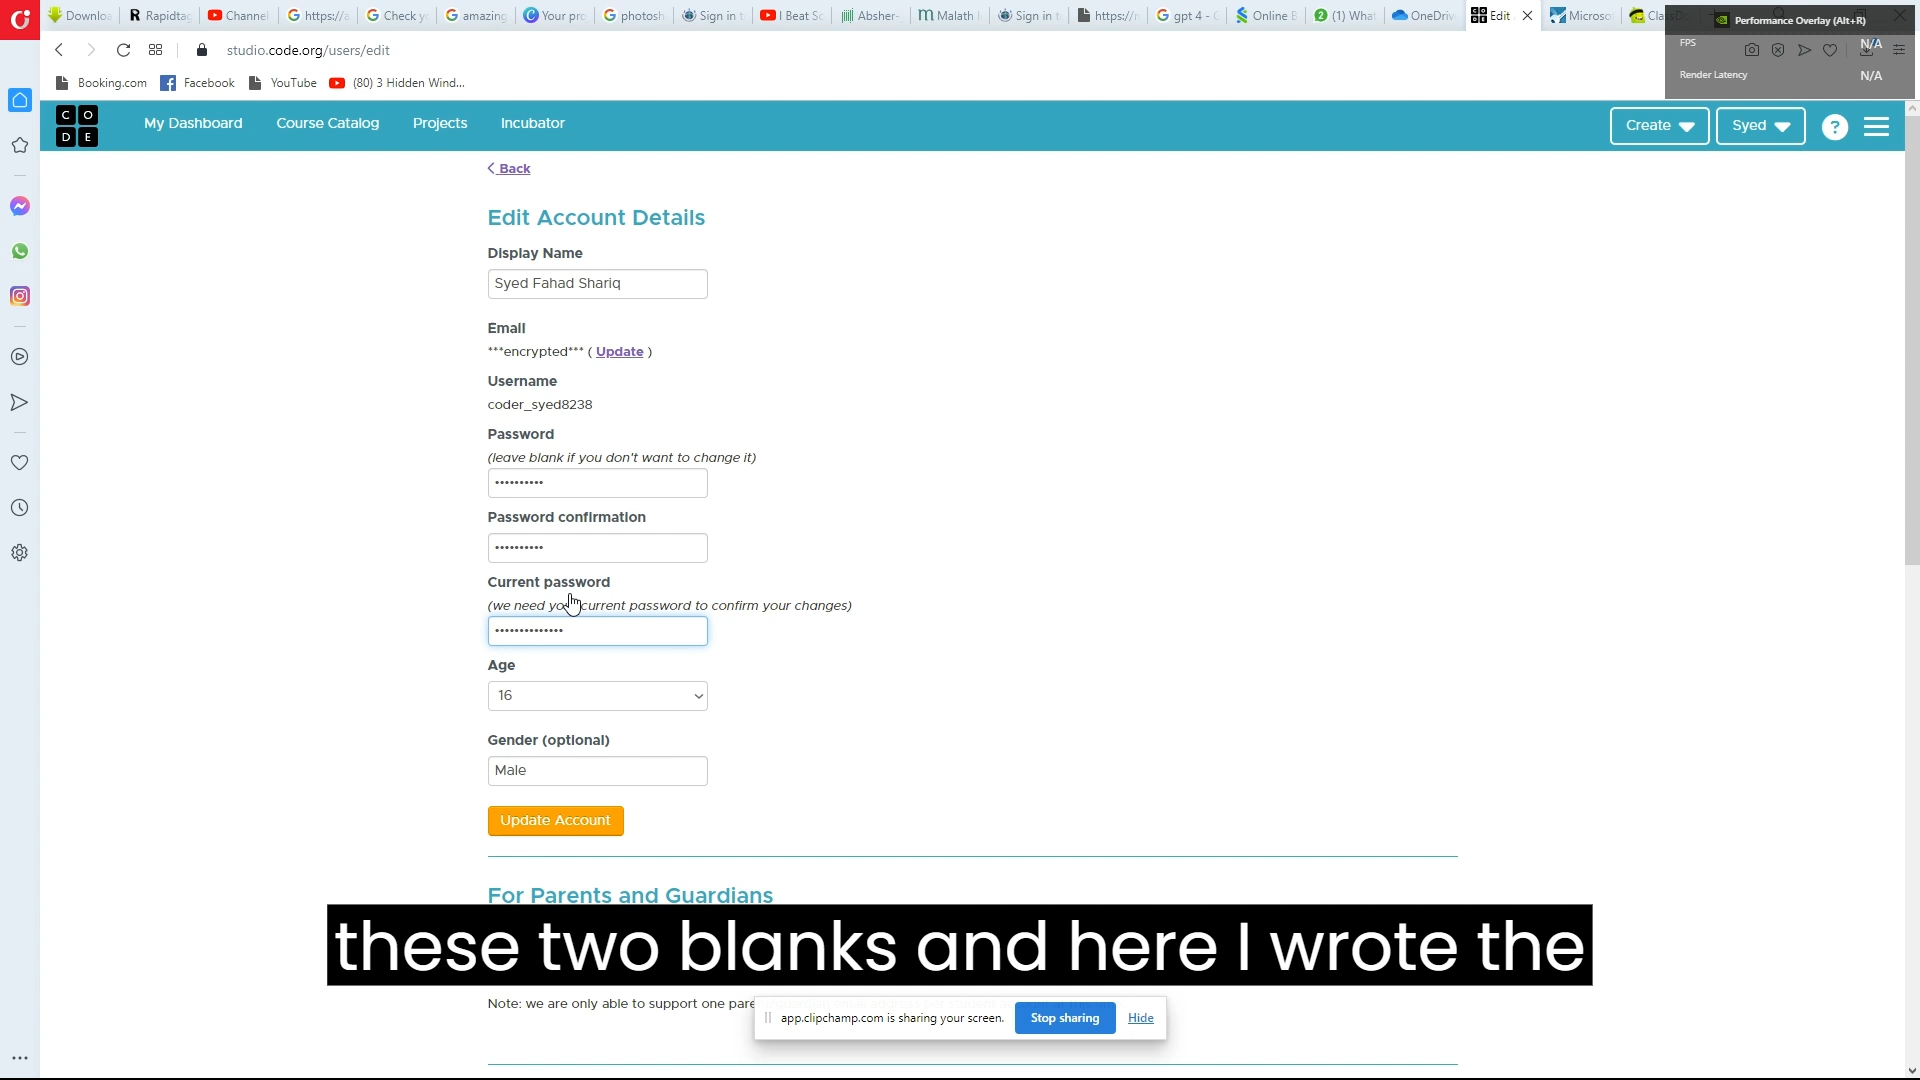 Downloa
Rapidtag
Channel
https://a
Check yo
amazing
Your pro
photosh
Sign in t
I Beat Sc
Absher-
Malath I
Sign in t
https://r
gpt 4 - G
Online B
(1) What
OneDriv
Edit
Microsof
Performance Overlay (Alt+R)
FPS N/A
Render Latency N/A
studio.code.org/users/edit
Booking.com
Facebook
YouTube
(80) 3 Hidden Wind...
C O
D E
My Dashboard
Course Catalog
Projects
Incubator
Create
Syed
?
Back
Edit Account Details
Display Name
Syed Fahad Shariq
Email
***encrypted*** ( Update )
Username
coder_syed8238
Password
(leave blank if you don't want to change it)
Password confirmation
Current password
(we need your current password to confirm your changes)
Age
16
Gender (optional)
Male
Update Account
For Parents and Guardians
these two blanks and here I wrote the
Note: we are only able to support one pare
app.clipchamp.com is sharing your screen.
Stop sharing
Hide